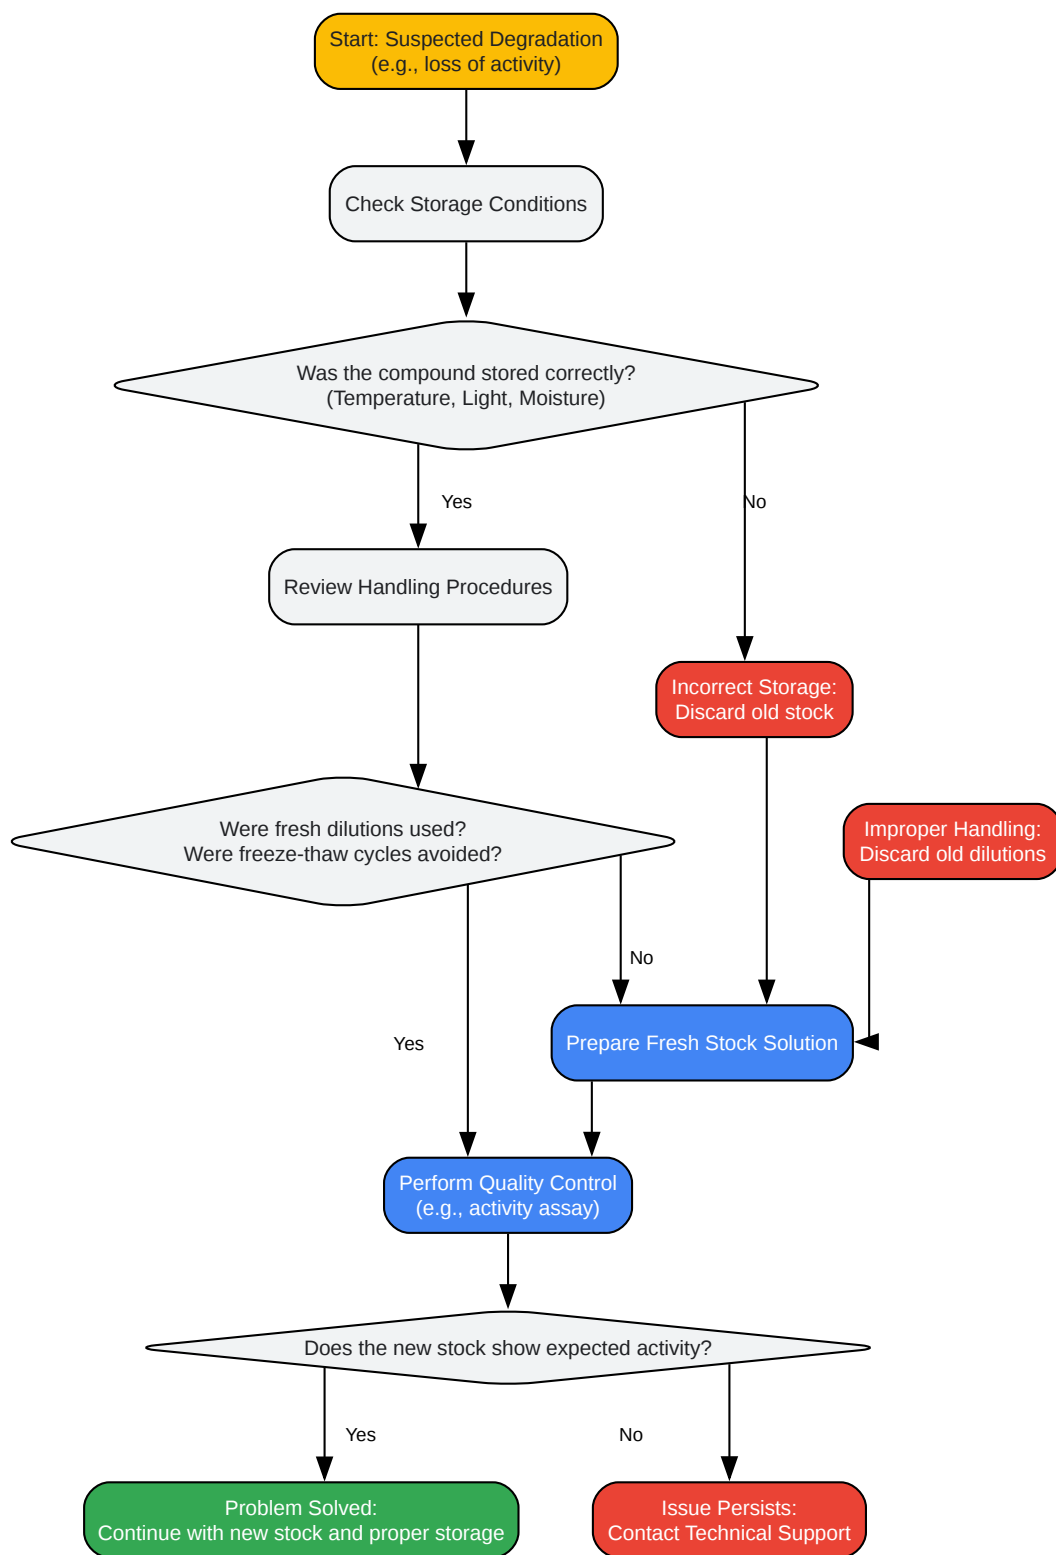 Start: Suspected Degradation
(e.g., loss of activity)
Check Storage Conditions
Was the compound stored correctly?
(Temperature, Light, Moisture)
Yes
No
Review Handling Procedures
Incorrect Storage:
Discard old stock
Were fresh dilutions used?
Were freeze-thaw cycles avoided?
Improper Handling:
Discard old dilutions
No
Yes
Prepare Fresh Stock Solution
Perform Quality Control
(e.g., activity assay)
Does the new stock show expected activity?
Yes
No
Problem Solved:
Continue with new stock and proper storage
Issue Persists:
Contact Technical Support